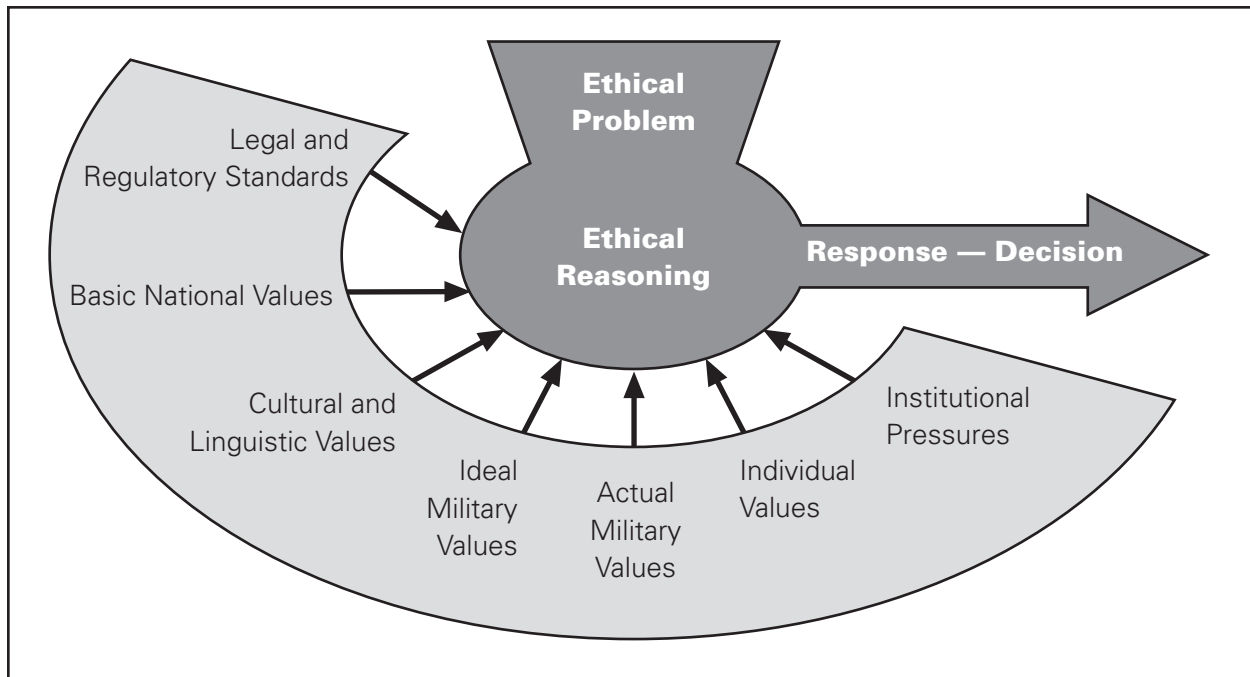 Ethical
Problem
Legal and
Regulatory Standards
Ethical
Reasoning
Response — Decision
Basic National Values
Cultural and
Linguistic Values
Ideal
Military
Values
Actual
Military
Values
Individual
Values
Institutional
Pressures